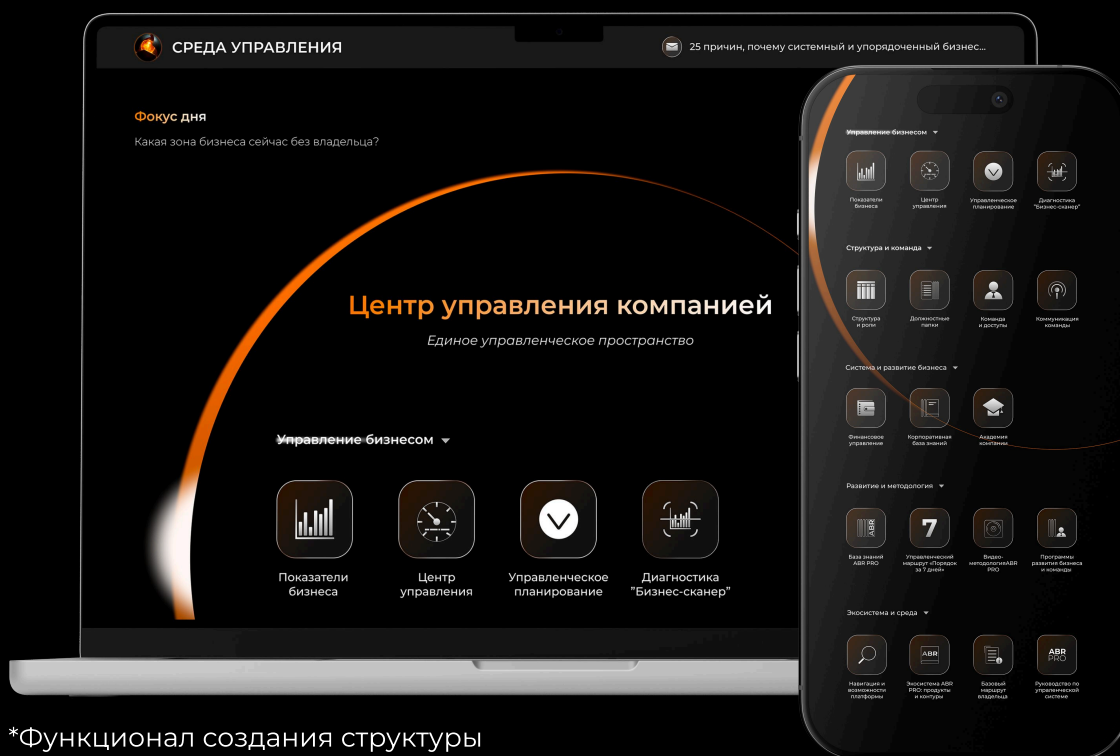 СРЕДА УПРАВЛЕНИЯ
25 причин, почему системный и упорядоченный бизнес...
Фокус дня
Какая зона бизнеса сейчас без владельца?
Центр управления компанией
Единое управленческое пространство
Управление бизнесом
Показатели
бизнеса
Центр
управления
Управленческое
планирование
Диагностика
"Бизнес-сканер"
Управление бизнесом
Показатели
бизнеса
Центр
управления
Управленческое
планирование
Диагностика
"Бизнес-сканер"
Структура и команда
Структура
и роли
Должностные
папки
Команда
и доступы
Коммуникация
команды
Система и развитие бизнеса
Финансовое
управление
Корпоративная
база знаний
Академия
компании
Развитие и методология
ABR
База знаний
ABR PRO
7
Управленческий
маршрут «Порядок
за 7 дней»
Видео-
методологияABR
PRO
Программы
развития бизнеса
и команды
Экосистема и среда
Навигация и
возможности
платформы
ABR
Экосистема ABR
PRO: продукты
и контуры
Базовый
маршрут
владельца
ABR
PRO
Руководство по
управленческой
системе
*Функционал создания структуры